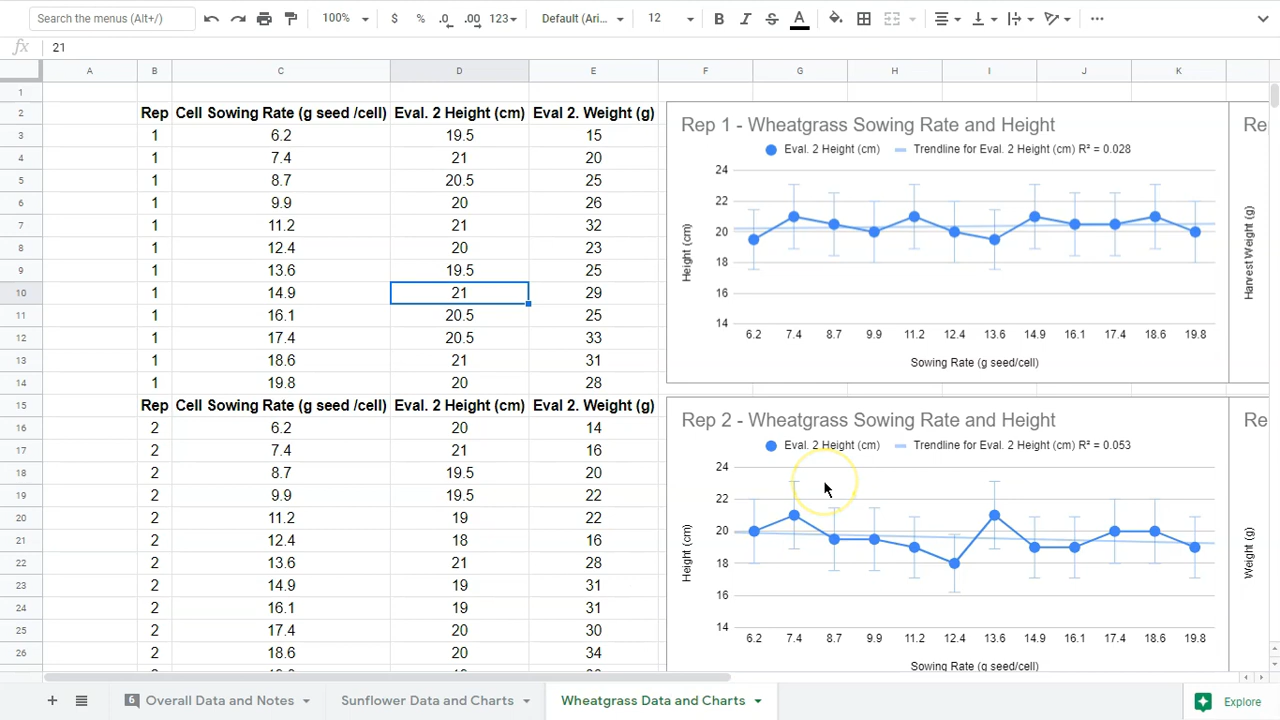 Search the menus (Alt+/) 100% $ % .0 .00 123 Default (Ari... 12 B I S A
fx 21
A B C D E F G H I J K
1
2 Rep Cell Sowing Rate (g seed /cell) Eval. 2 Height (cm) Eval 2. Weight (g)
3 1 6.2 19.5 15
4 1 7.4 21 20
5 1 8.7 20.5 25
6 1 9.9 20 26
7 1 11.2 21 32
8 1 12.4 20 23
9 1 13.6 19.5 25
10 1 14.9 21 29
11 1 16.1 20.5 25
12 1 17.4 20.5 33
13 1 18.6 21 31
14 1 19.8 20 28
15 Rep Cell Sowing Rate (g seed /cell) Eval. 2 Height (cm) Eval 2. Weight (g)
16 2 6.2 20 14
17 2 7.4 21 16
18 2 8.7 19.5 20
19 2 9.9 19.5 22
20 2 11.2 19 22
21 2 12.4 18 16
22 2 13.6 21 28
23 2 14.9 19 31
24 2 16.1 19 31
25 2 17.4 20 30
26 2 18.6 20 34
Rep 1 - Wheatgrass Sowing Rate and Height
Eval. 2 Height (cm) Trendline for Eval. 2 Height (cm) R² = 0.028
24
22
20
18
16
14
Height (cm)
6.2 7.4 8.7 9.9 11.2 12.4 13.6 14.9 16.1 17.4 18.6 19.8
Sowing Rate (g seed/cell)
Re
Harvest Weight (g)
Rep 2 - Wheatgrass Sowing Rate and Height
Eval. 2 Height (cm) Trendline for Eval. 2 Height (cm) R² = 0.053
24
22
20
18
16
14
Height (cm)
6.2 7.4 8.7 9.9 11.2 12.4 13.6 14.9 16.1 17.4 18.6 19.8
Sowing Rate (g seed/cell)
Re
Weight (g)
6 Overall Data and Notes Sunflower Data and Charts Wheatgrass Data and Charts Explore